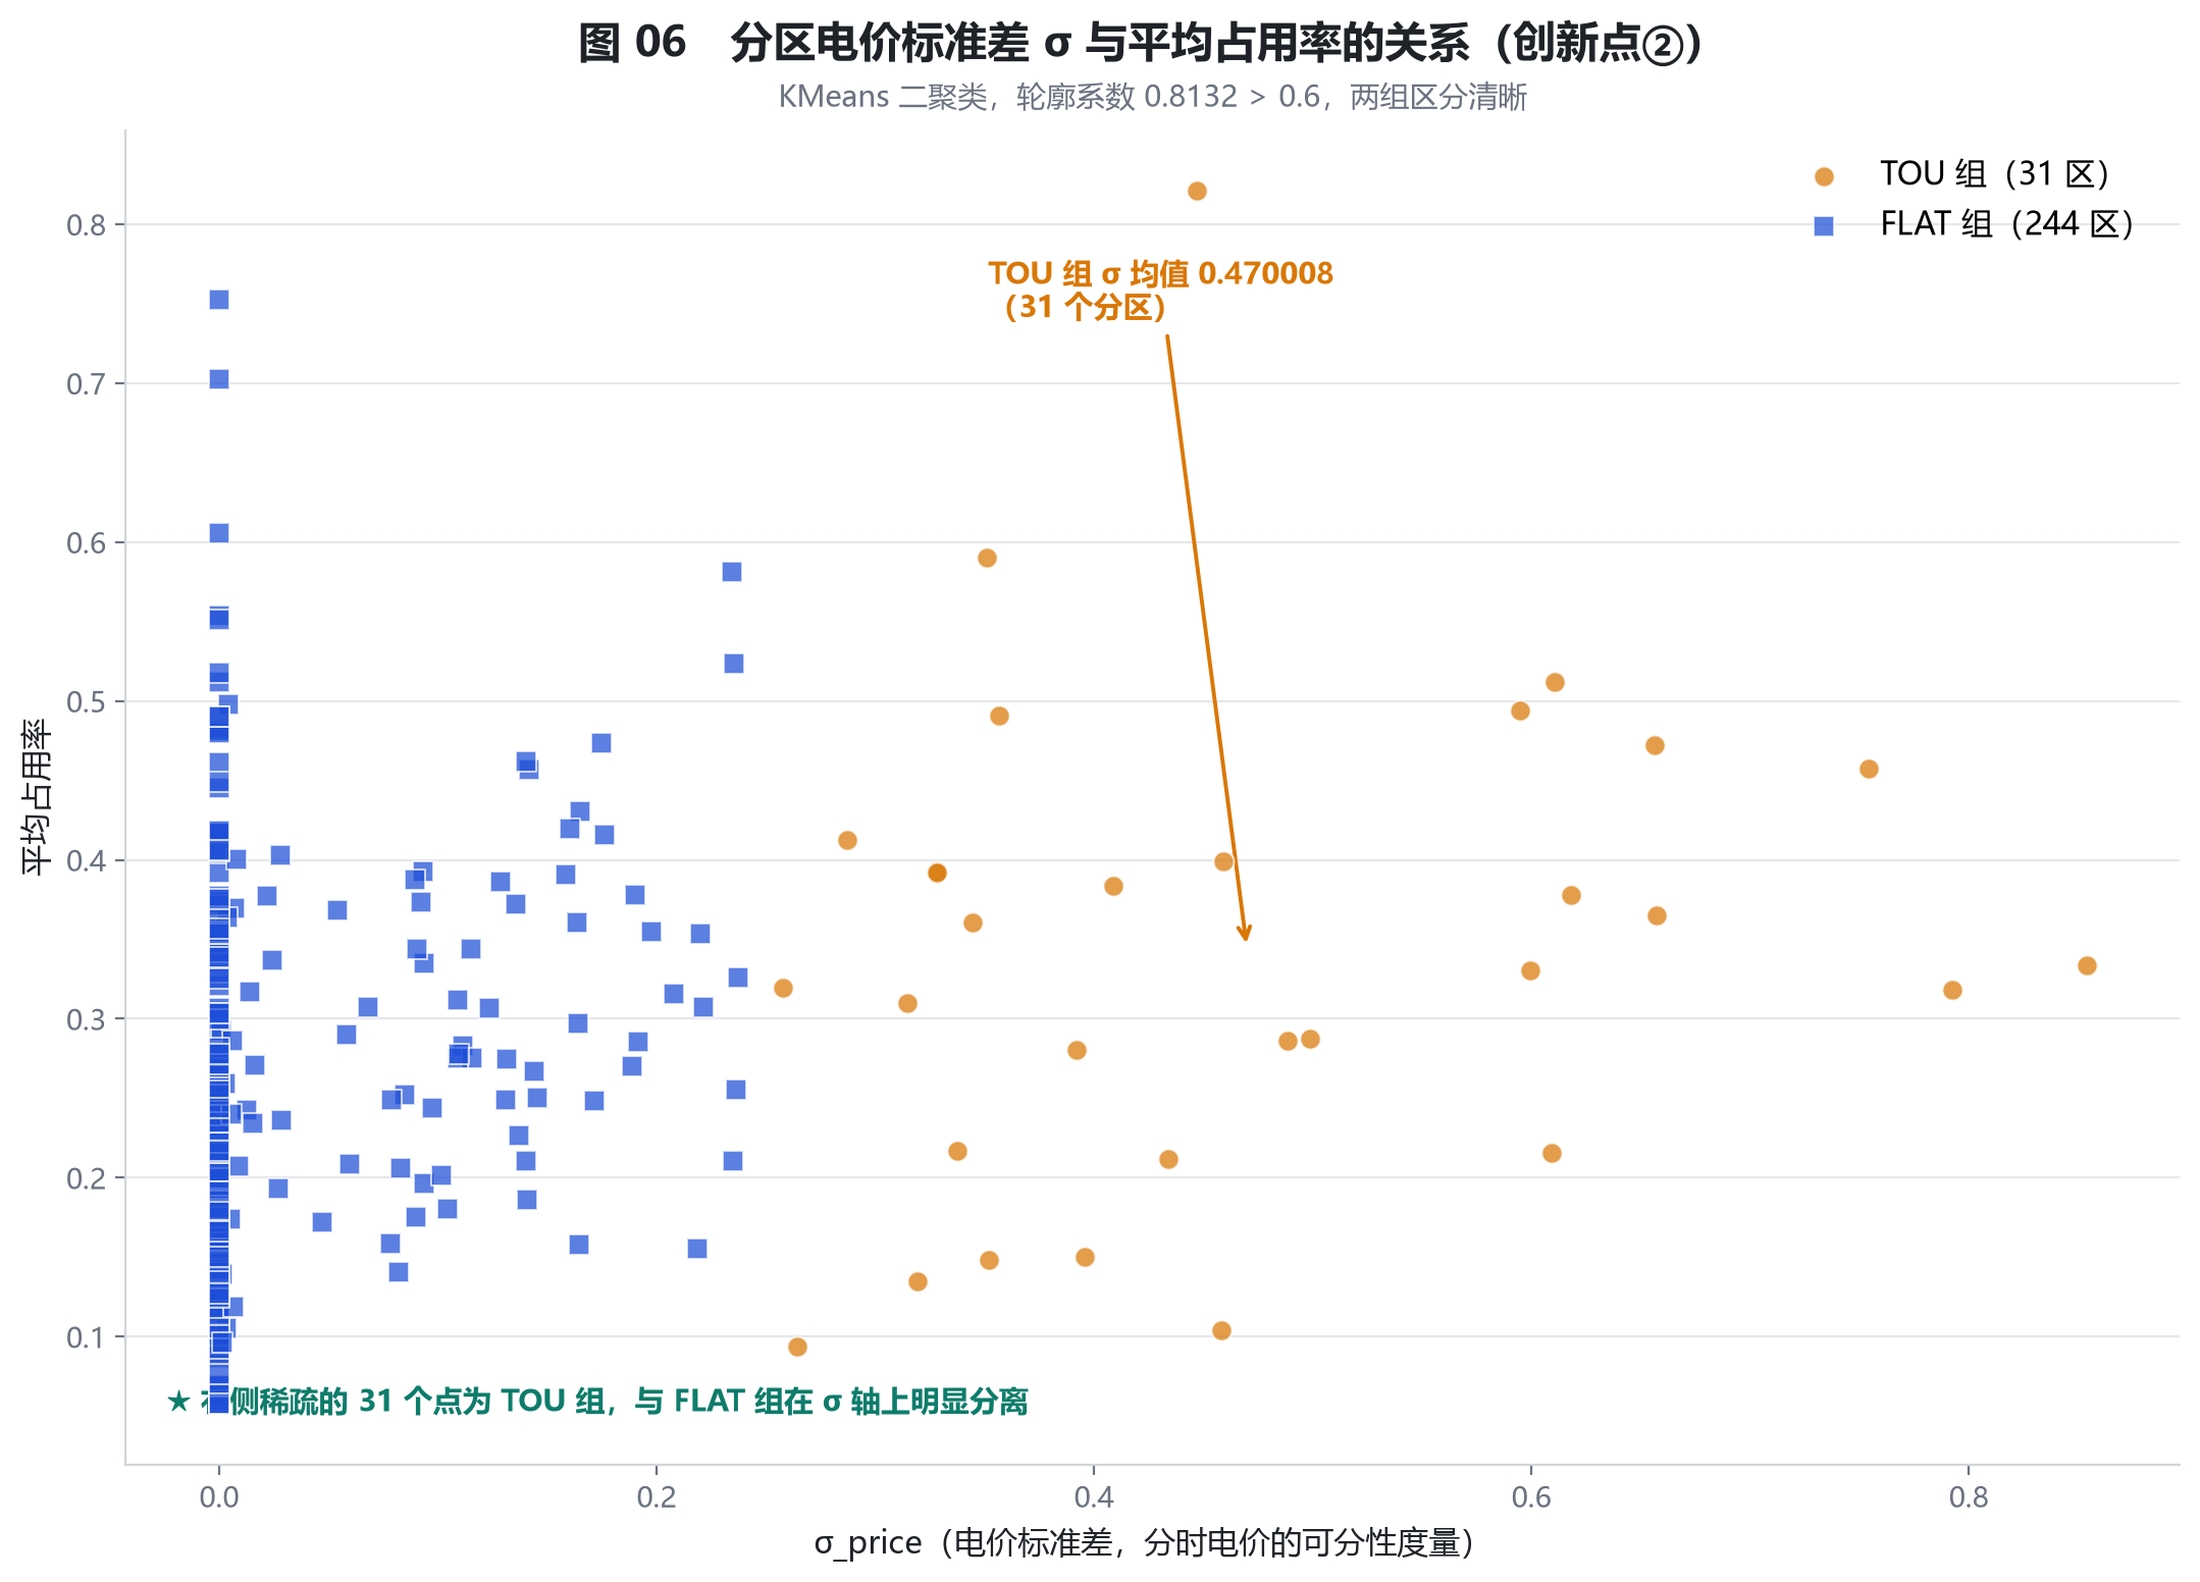 图 06　分区电价标准差 σ 与平均占用率的关系（创新点②）
KMeans 二聚类，轮廓系数 0.8132 > 0.6，两组区分清晰
TOU 组（31 区）
FLAT 组（244 区）
TOU 组 σ 均值 0.470008
（31 个分区）
平均占用率
0.8
0.7
0.6
0.5
0.4
0.3
0.2
0.1
★ 侧稀疏的 31 个点为 TOU 组，与 FLAT 组在 σ 轴上明显分离
0.0 0.2 0.4 0.6 0.8
σ_price（电价标准差，分时电价的可分性度量）